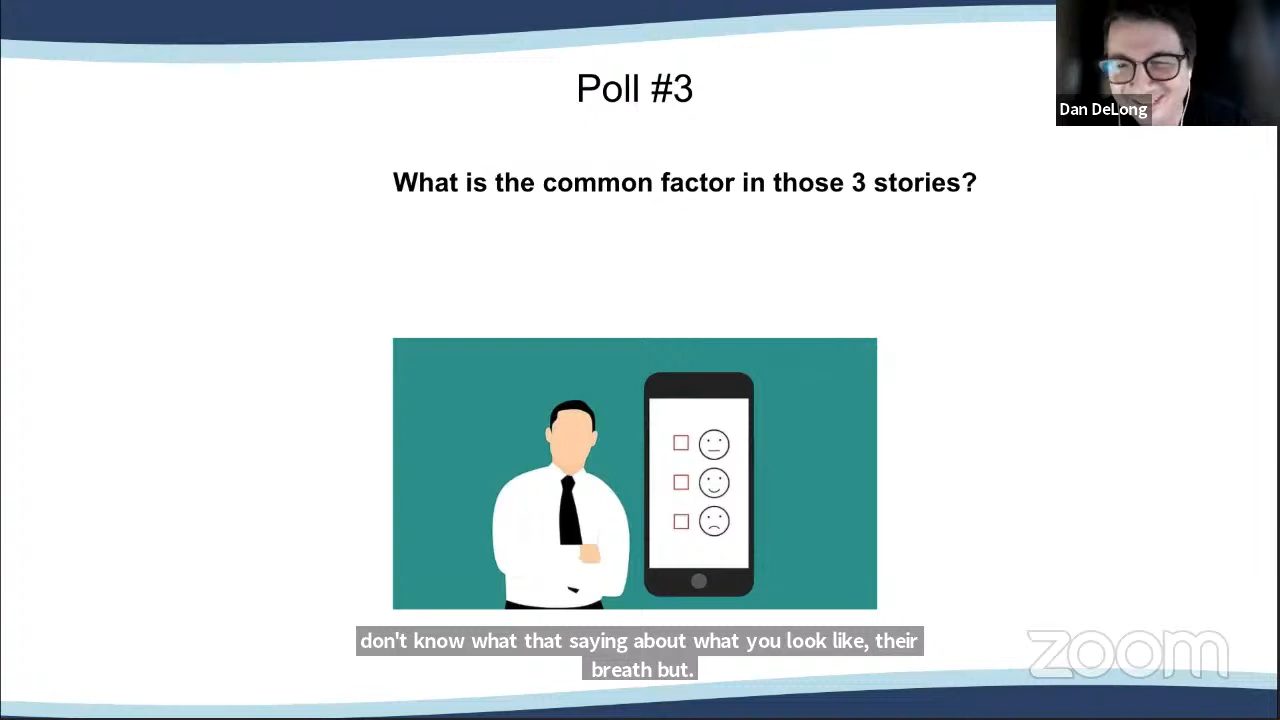 Poll #3
Dan DeLong
What is the common factor in those 3 stories?
don't know what that saying about what you look like, their
breath but.
zoom